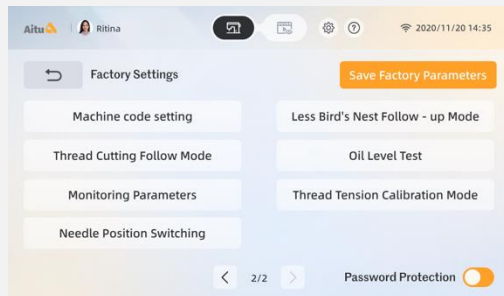 Aitu Ritina 2020/11/20 14:35
Factory Settings Save Factory Parameters
Machine code setting Less Bird's Nest Follow - up Mode
Thread Cutting Follow Mode Oil Level Test
Monitoring Parameters Thread Tension Calibration Mode
Needle Position Switching
2/2 Password Protection